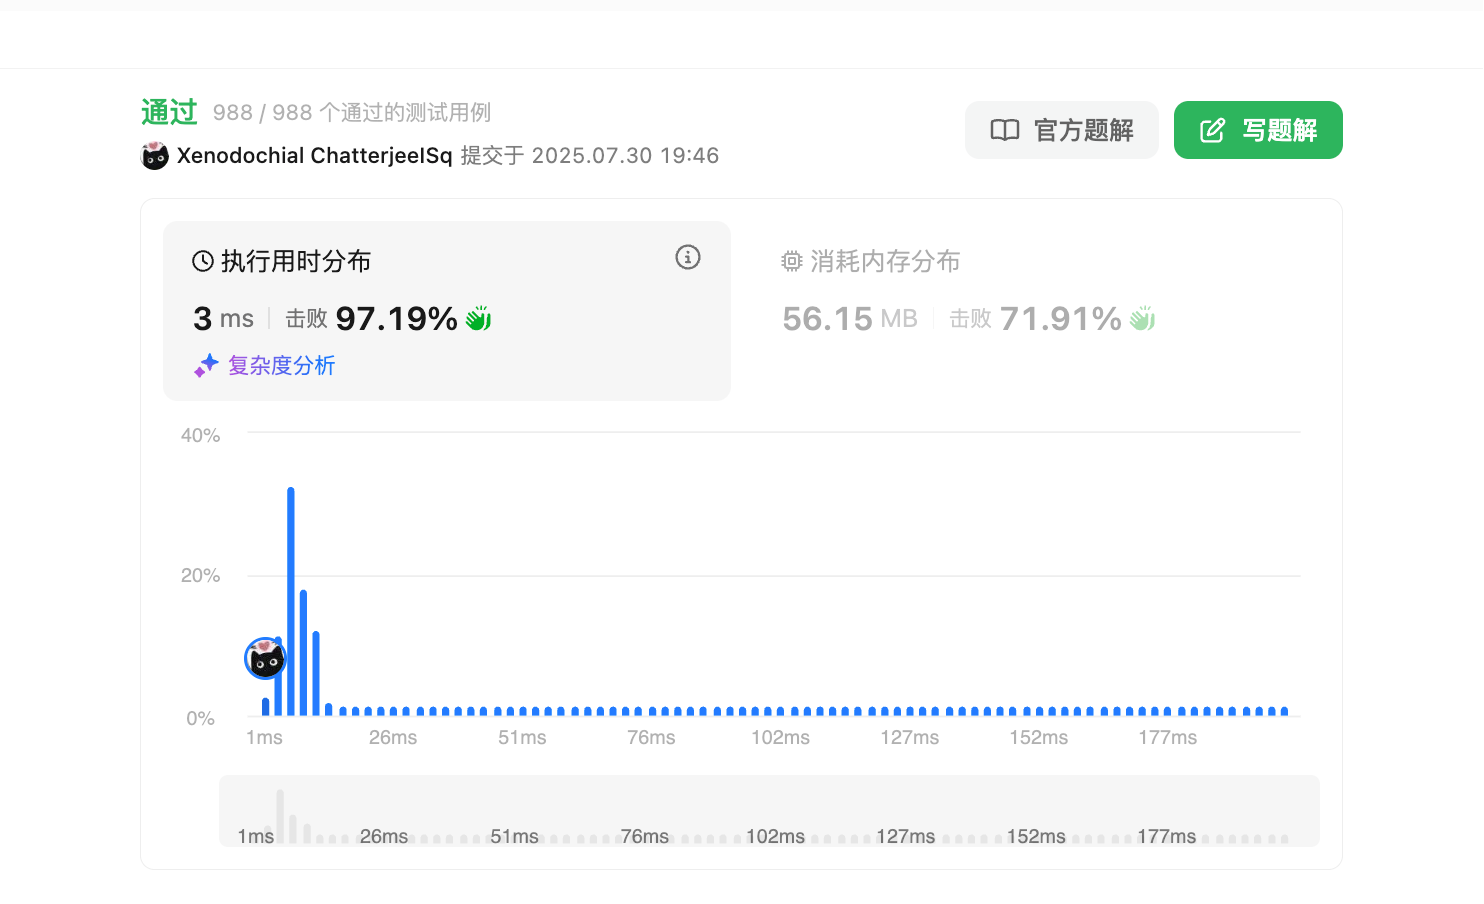 通过 988 / 988 个通过的测试用例
Xenodochial ChatterjeeISq 提交于 2025.07.30 19:46
官方题解
写题解
执行用时分布
3 ms 击败 97.19%
复杂度分析
消耗内存分布
56.15 MB 击败 71.91%
40%
20%
0%
1ms 26ms 51ms 76ms 102ms 127ms 152ms 177ms
1ms 26ms 51ms 76ms 102ms 127ms 152ms 177ms